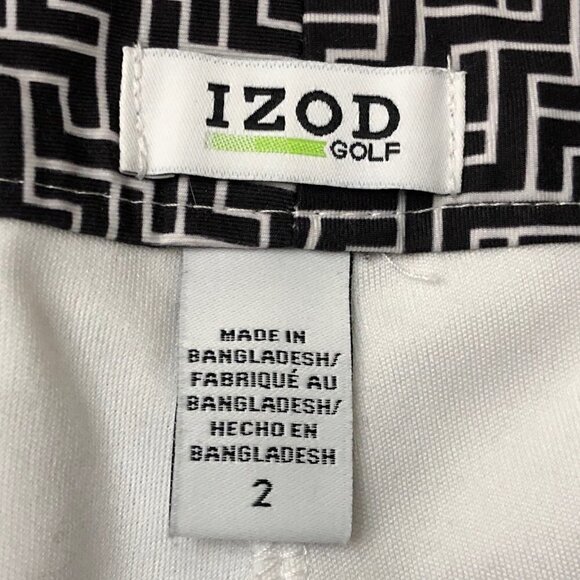 IZOD
GOLF
MADE IN
BANGLADESH/
FABRIQUÉ AU
BANGLADESH/
HECHO EN
BANGLADESH
2